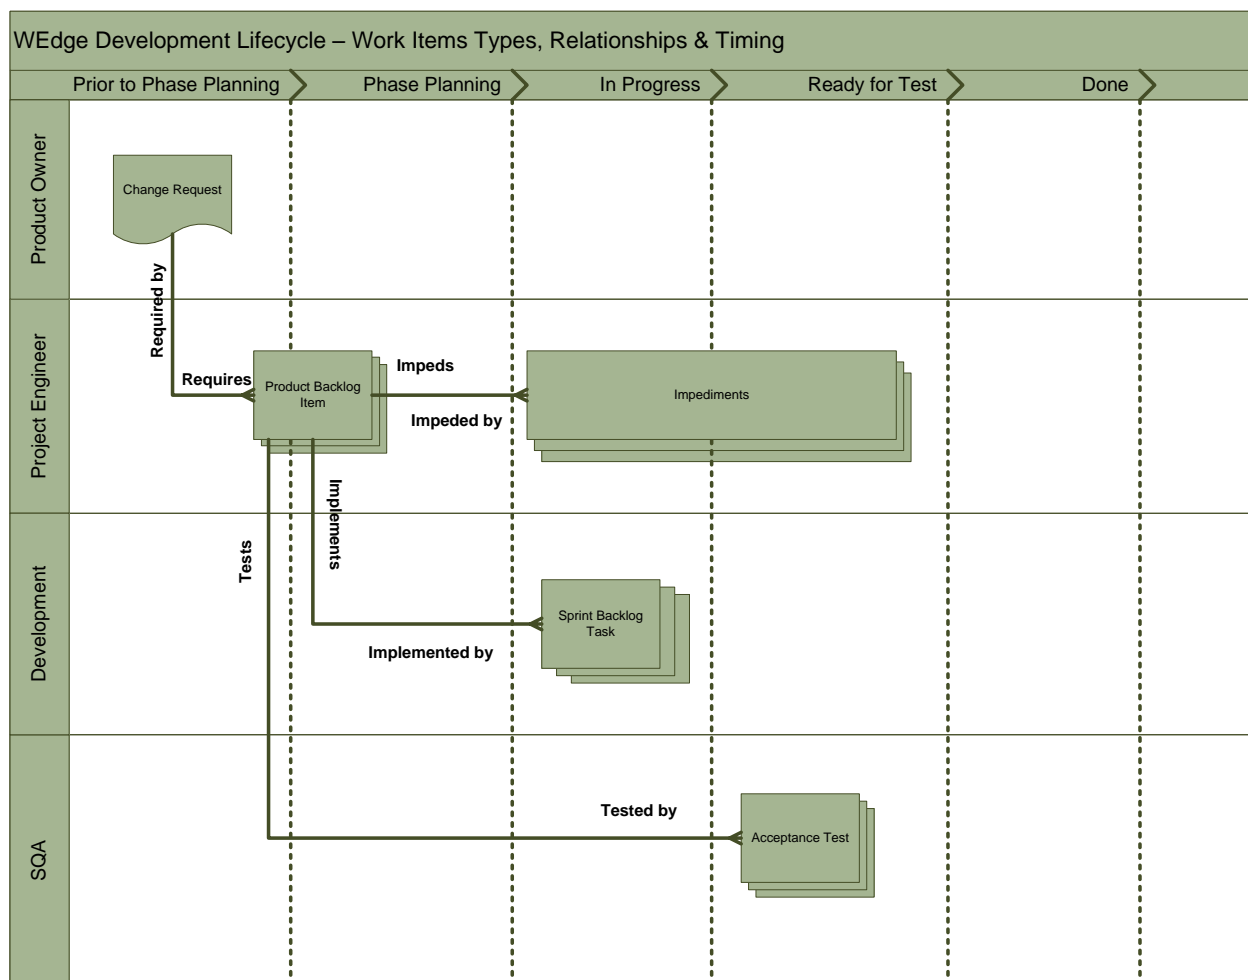 WEdge Development Lifecycle – Work Items Types, Relationships & Timing
Prior to Phase Planning
Phase Planning
In Progress
Ready for Test
Done
Product Owner
Change Request
Required by
Project Engineer
Requires
Product Backlog
Item
Impeds
Impeded by
Impediments
Implements
Tests
Development
Sprint Backlog
Task
Implemented by
SQA
Tested by
Acceptance Test